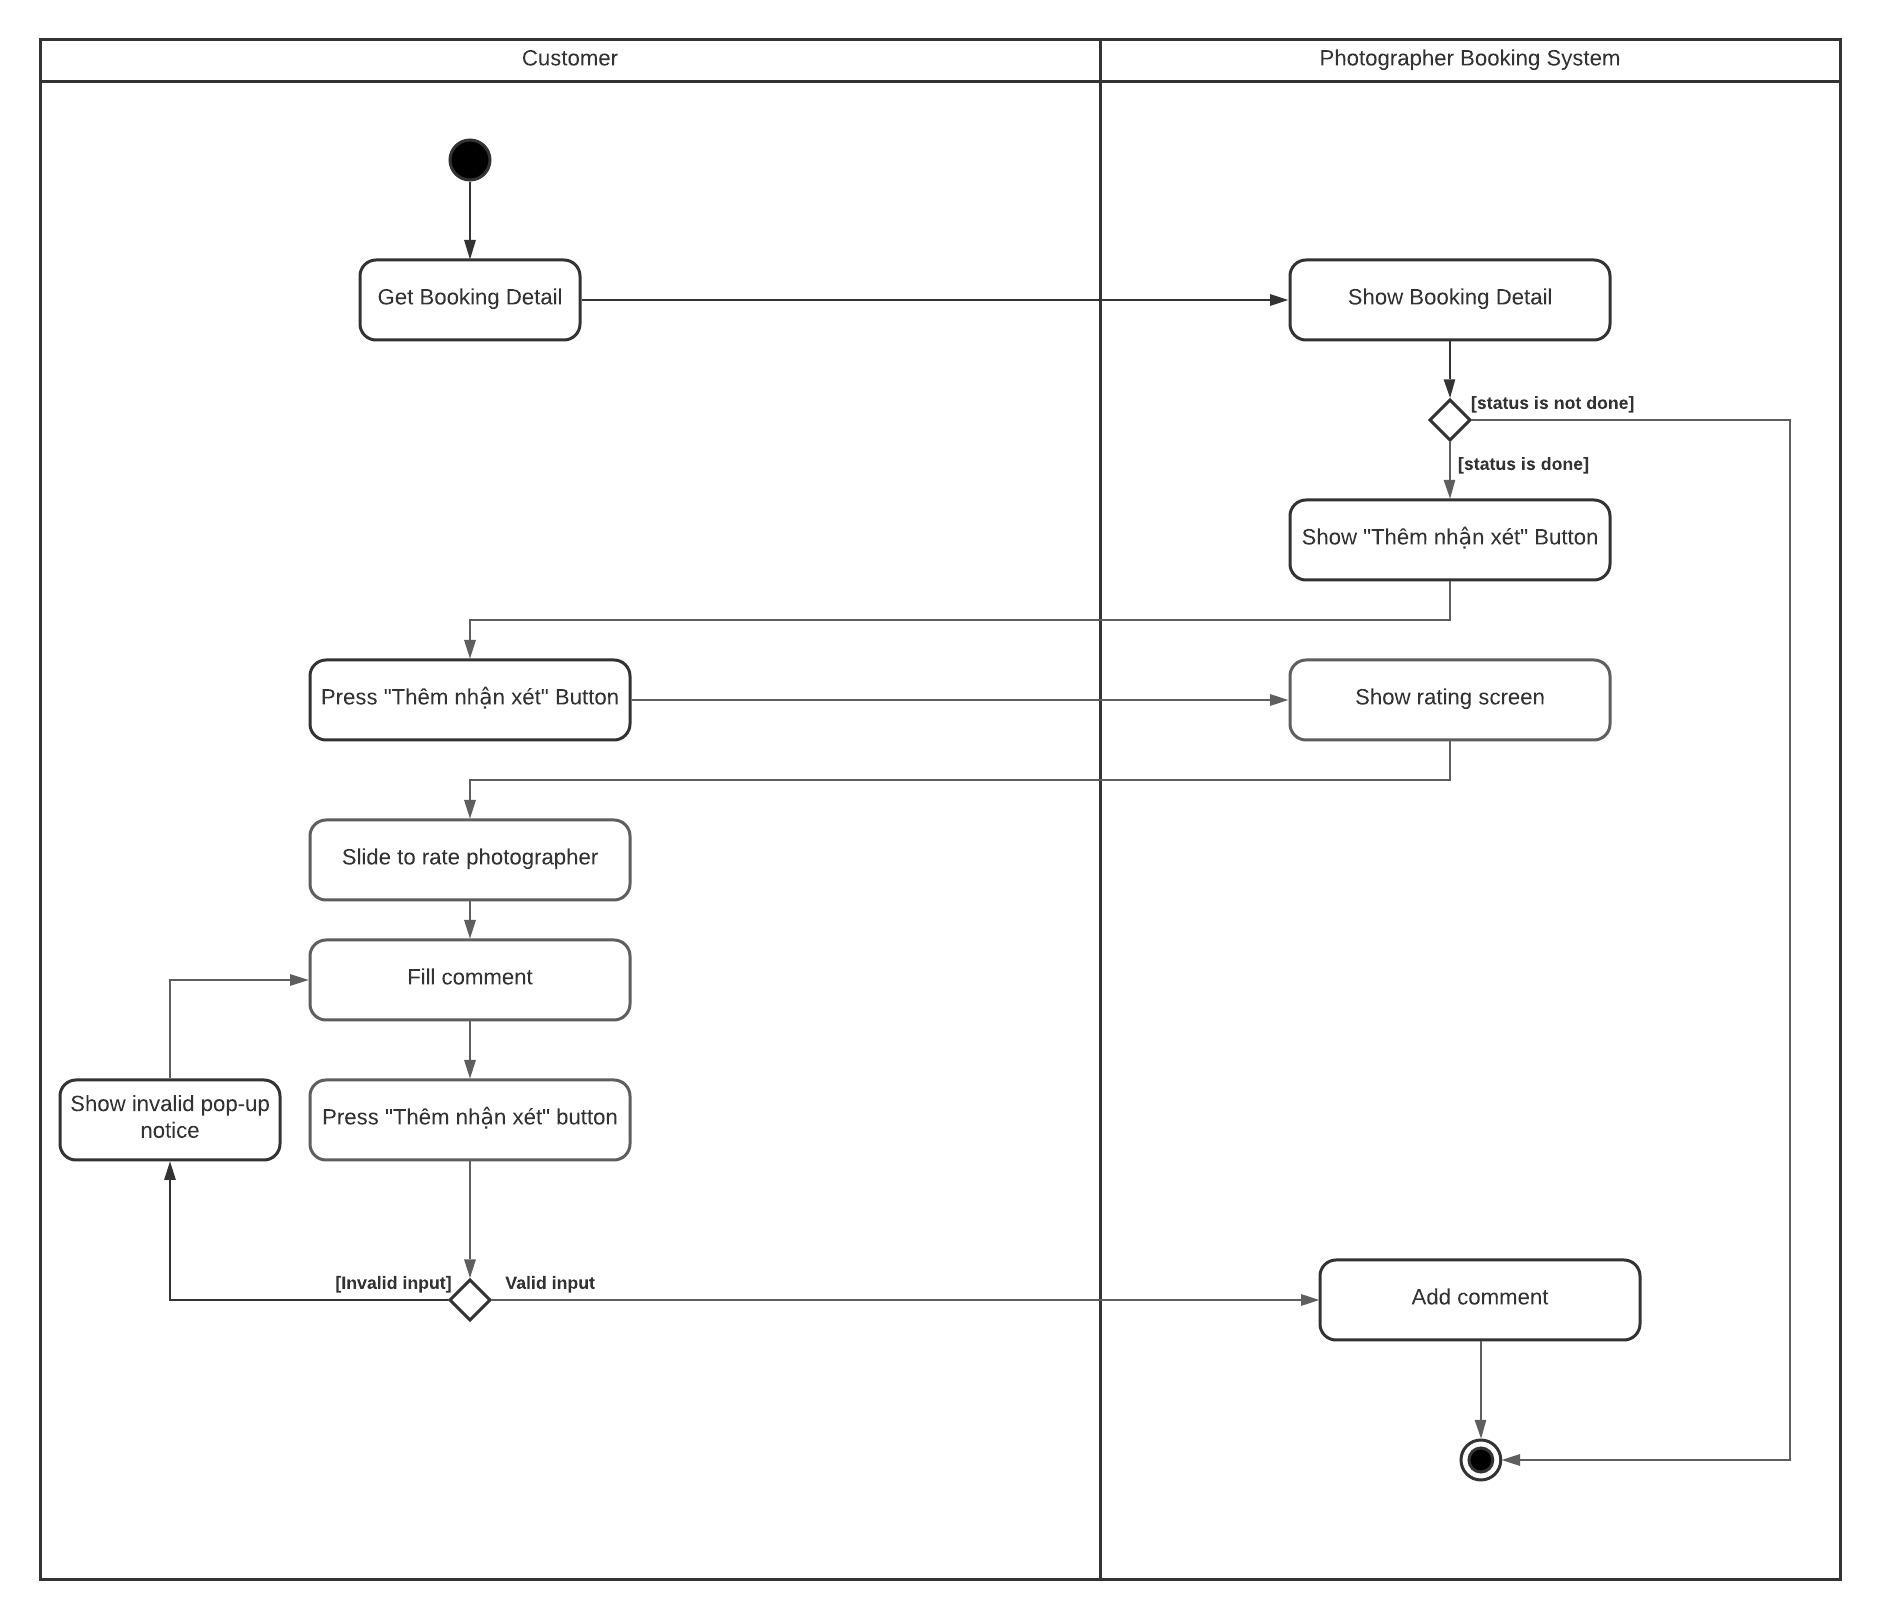 Customer
Photographer Booking System
Get Booking Detail
Show Booking Detail
[status is not done]
[status is done]
Show "Thêm nhận xét" Button
Press "Thêm nhận xét" Button
Show rating screen
Slide to rate photographer
Fill comment
Show invalid pop-up
notice
Press "Thêm nhận xét" button
[Invalid input]
Valid input
Add comment